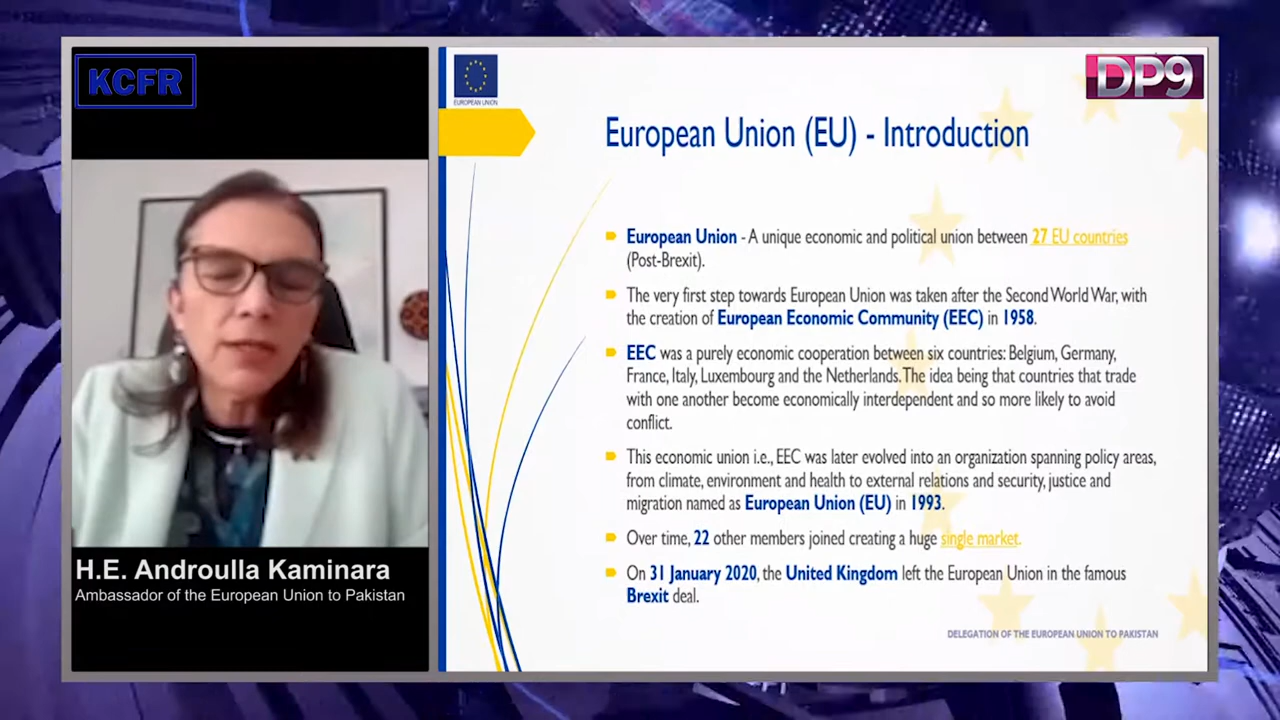 KCFR
H.E. Androulla Kaminara
Ambassador of the European Union to Pakistan
EUROPEAN UNION
DP9
European Union (EU) - Introduction
European Union - A unique economic and political union between 27 EU countries
(Post-Brexit).
The very first step towards European Union was taken after the Second World War, with
the creation of European Economic Community (EEC) in 1958.
EEC was a purely economic cooperation between six countries: Belgium, Germany,
France, Italy, Luxembourg and the Netherlands. The idea being that countries that trade
with one another become economically interdependent and so more likely to avoid
conflict.
This economic union i.e., EEC was later evolved into an organization spanning policy areas,
from climate, environment and health to external relations and security, justice and
migration named as European Union (EU) in 1993.
Over time, 22 other members joined creating a huge single market.
On 31 January 2020, the United Kingdom left the European Union in the famous
Brexit deal.
DELEGATION OF THE EUROPEAN UNION TO PAKISTAN